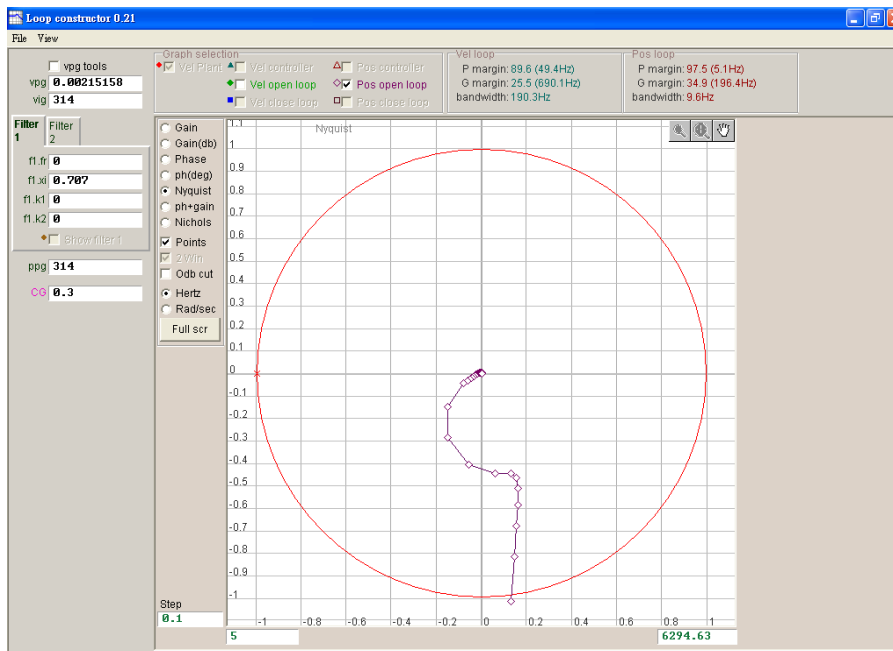 Loop constructor 0.21
File View
vpg tools
vpg 0.00215158
vig 314
Filter 1
Filter 2
f1.fr 0
f1.xi 0.707
f1.k1 0
f1.k2 0
Show filter 1
ppg 314
CG 0.3
Graph selection
Vel Plant
Vel controller
Pos controller
Vel open loop
Pos open loop
Vel close loop
Pos close loop
Vel loop
P margin: 89.6 (49.4Hz)
G margin: 25.5 (690.1Hz)
bandwidth: 190.3Hz
Pos loop
P margin: 97.5 (5.1Hz)
G margin: 34.9 (196.4Hz)
bandwidth: 9.6Hz
Gain
Gain(db)
Phase
ph(deg)
Nyquist
ph+gain
Nichols
Points
2Win
0db cut
Hertz
Rad/sec
Full scr
Step
0.1
Nyquist
1.1
1
0.9
0.8
0.7
0.6
0.5
0.4
0.3
0.2
0.1
0
-0.1
-0.2
-0.3
-0.4
-0.5
-0.6
-0.7
-0.8
-0.9
-1
-1 -0.8 -0.6 -0.4 -0.2 0 0.2 0.4 0.6 0.8 1
5
6294.63